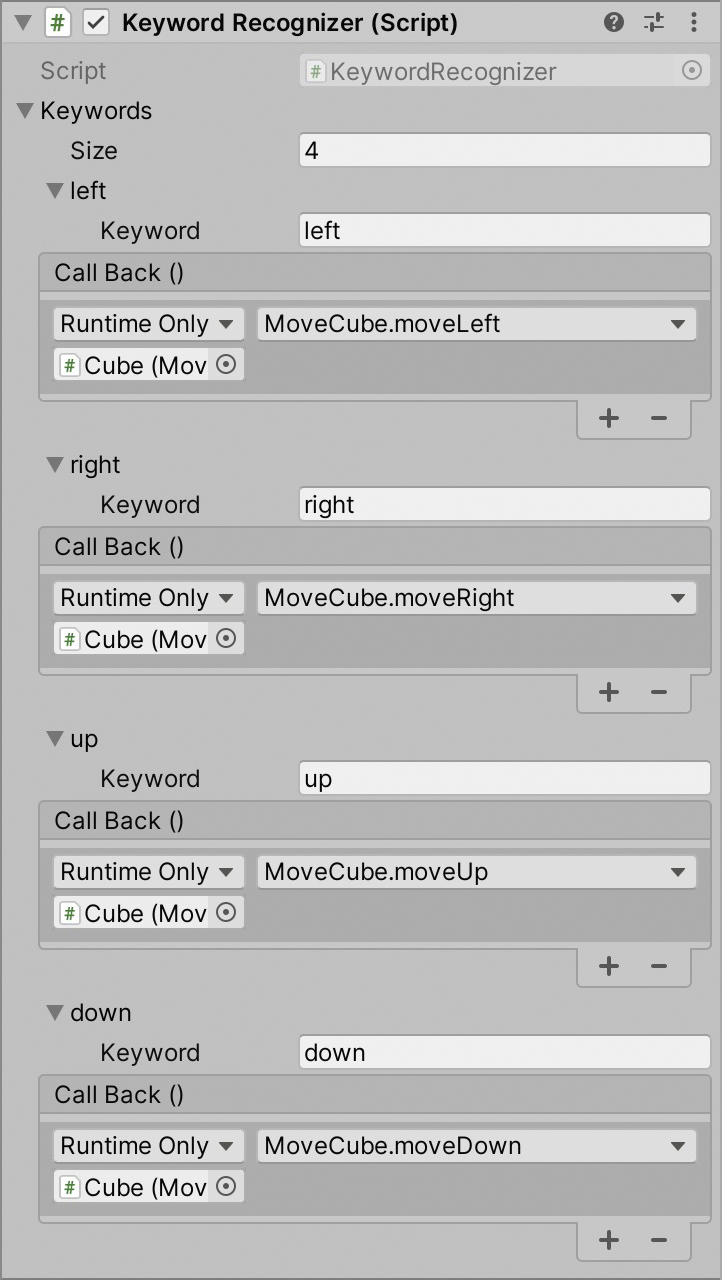 # Keyword Recognizer (Script)
Script # KeywordRecognizer
Keywords
Size 4
left
Keyword left
Call Back ()
Runtime Only MoveCube.moveLeft
# Cube (Mov
right
Keyword right
Call Back ()
Runtime Only MoveCube.moveRight
# Cube (Mov
up
Keyword up
Call Back ()
Runtime Only MoveCube.moveUp
# Cube (Mov
down
Keyword down
Call Back ()
Runtime Only MoveCube.moveDown
# Cube (Mov